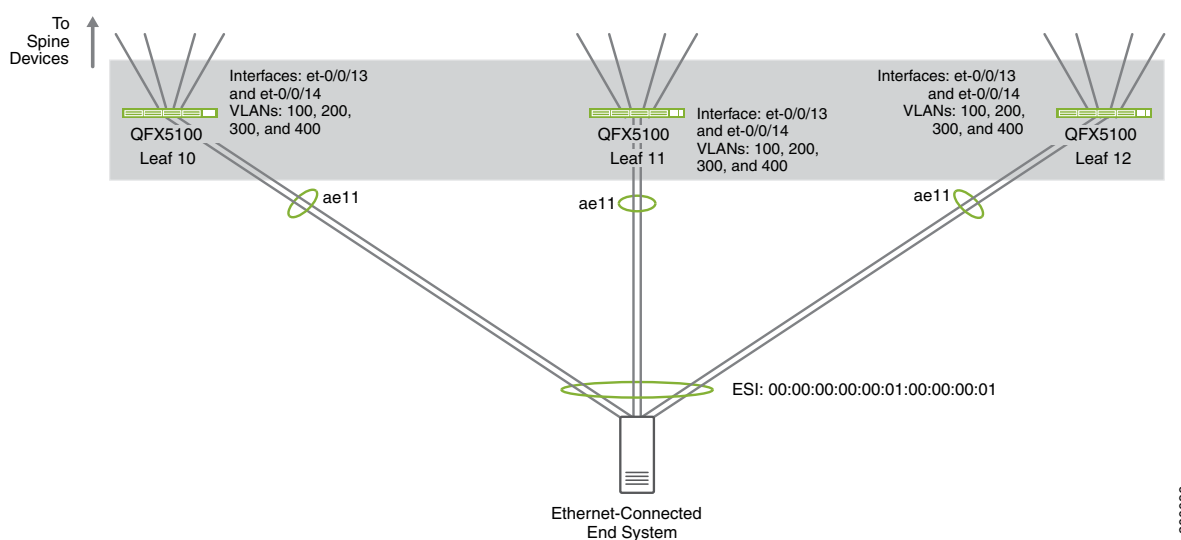 To
Spine
Devices
Interfaces: et-0/0/13
and et-0/0/14
VLANs: 100, 200,
300, and 400
QFX5100
Leaf 10
Interface: et-0/0/13
and et-0/0/14
VLANs: 100, 200,
300, and 400
QFX5100
Leaf 11
Interfaces: et-0/0/13
and et-0/0/14
VLANs: 100, 200,
300, and 400
QFX5100
Leaf 12
ae11
ae11
ae11
ESI: 00:00:00:00:00:01:00:00:00:01
Ethernet-Connected
End System